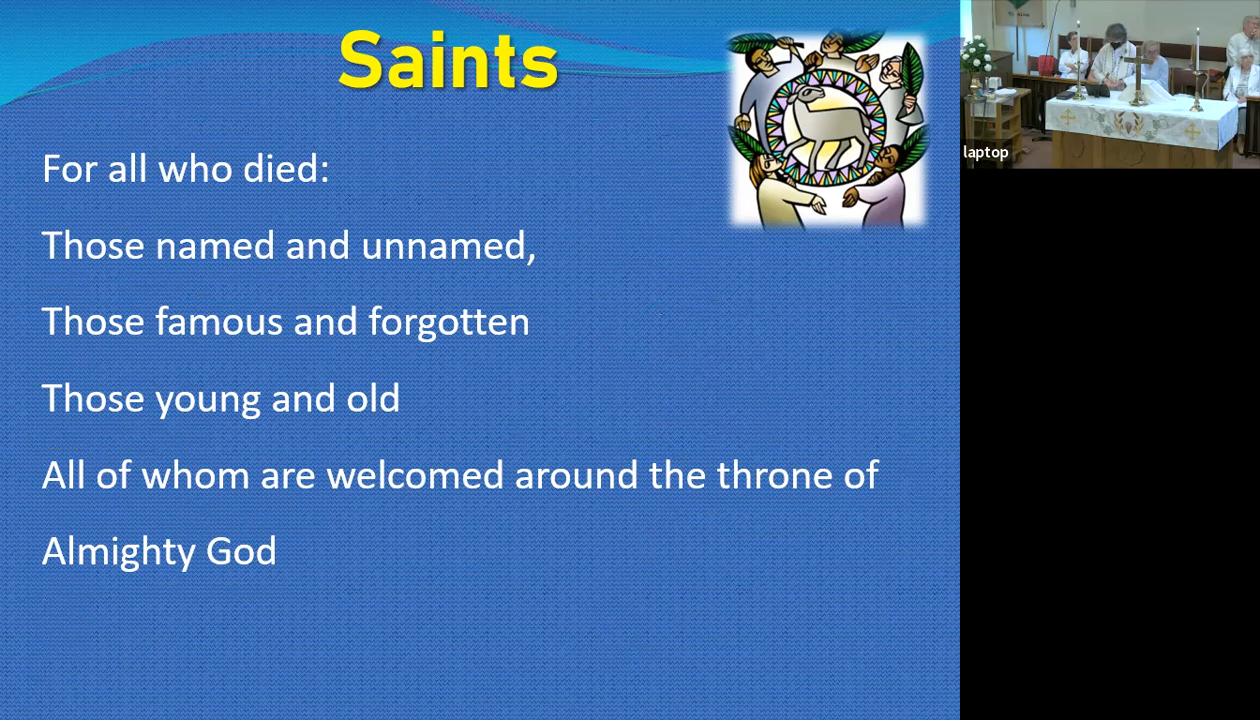 Saints
For all who died:
Those named and unnamed,
Those famous and forgotten
Those young and old
All of whom are welcomed around the throne of
Almighty God
laptop